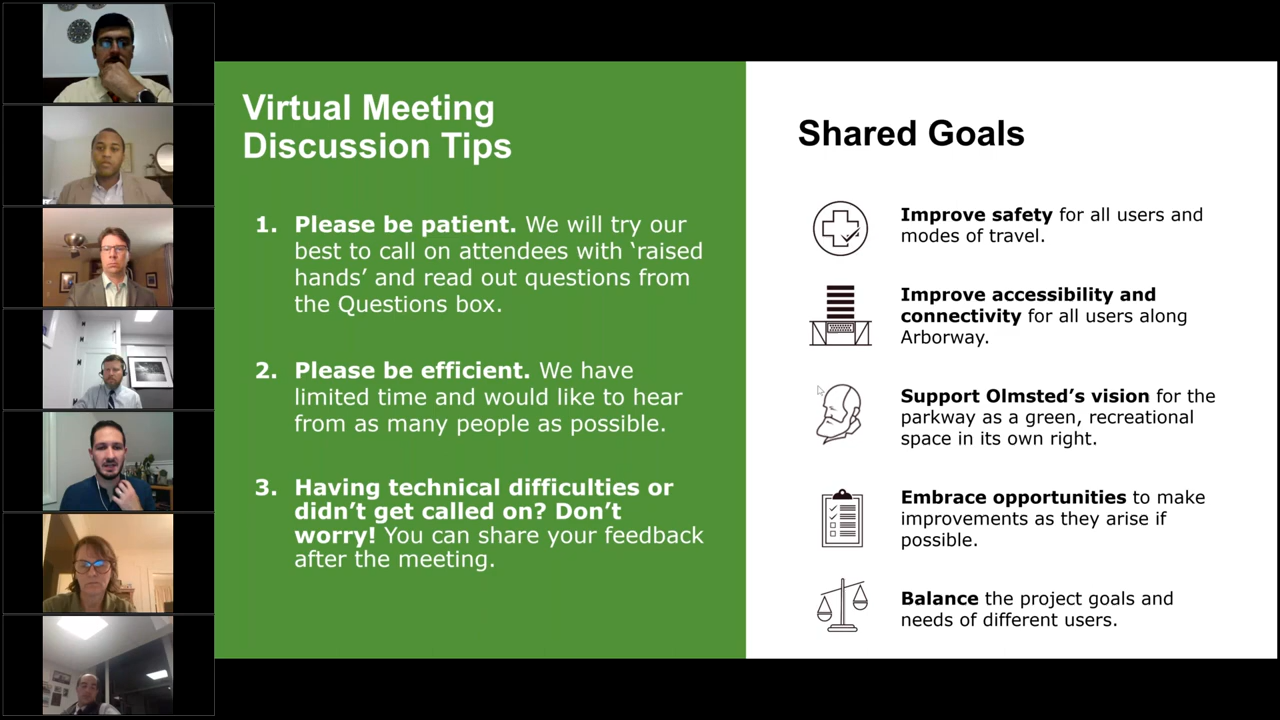 Virtual Meeting
Discussion Tips
1. Please be patient. We will try our
best to call on attendees with ‘raised
hands’ and read out questions from
the Questions box.
2. Please be efficient. We have
limited time and would like to hear
from as many people as possible.
3. Having technical difficulties or
didn’t get called on? Don’t
worry! You can share your feedback
after the meeting.
Shared Goals
Improve safety for all users and
modes of travel.
Improve accessibility and
connectivity for all users along
Arborway.
Support Olmsted’s vision for the
parkway as a green, recreational
space in its own right.
Embrace opportunities to make
improvements as they arise if
possible.
Balance the project goals and
needs of different users.